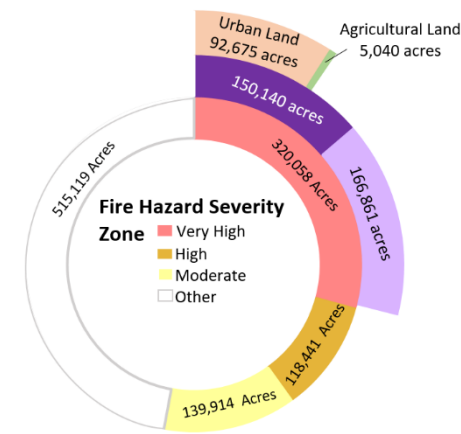 Urban Land
92,675 acres
Agricultural Land
5,040 acres
150,140 acres
320,058 Acres
166,861 acres
515,119 Acres
Fire Hazard Severity
Zone
Very High
High
Moderate
Other
118,441 Acres
139,914 Acres